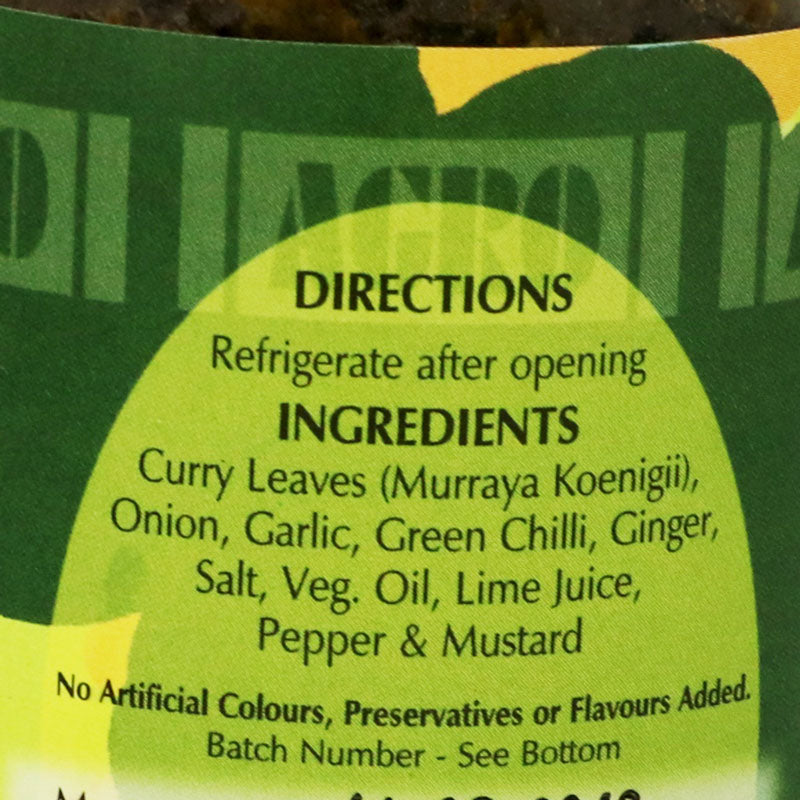 AGRO
DIRECTIONS
Refrigerate after opening
INGREDIENTS
Curry Leaves (Murraya Koenigii),
Onion, Garlic, Green Chilli, Ginger,
Salt, Veg. Oil, Lime Juice,
Pepper & Mustard
No Artificial Colours, Preservatives or Flavours Added.
Batch Number - See Bottom